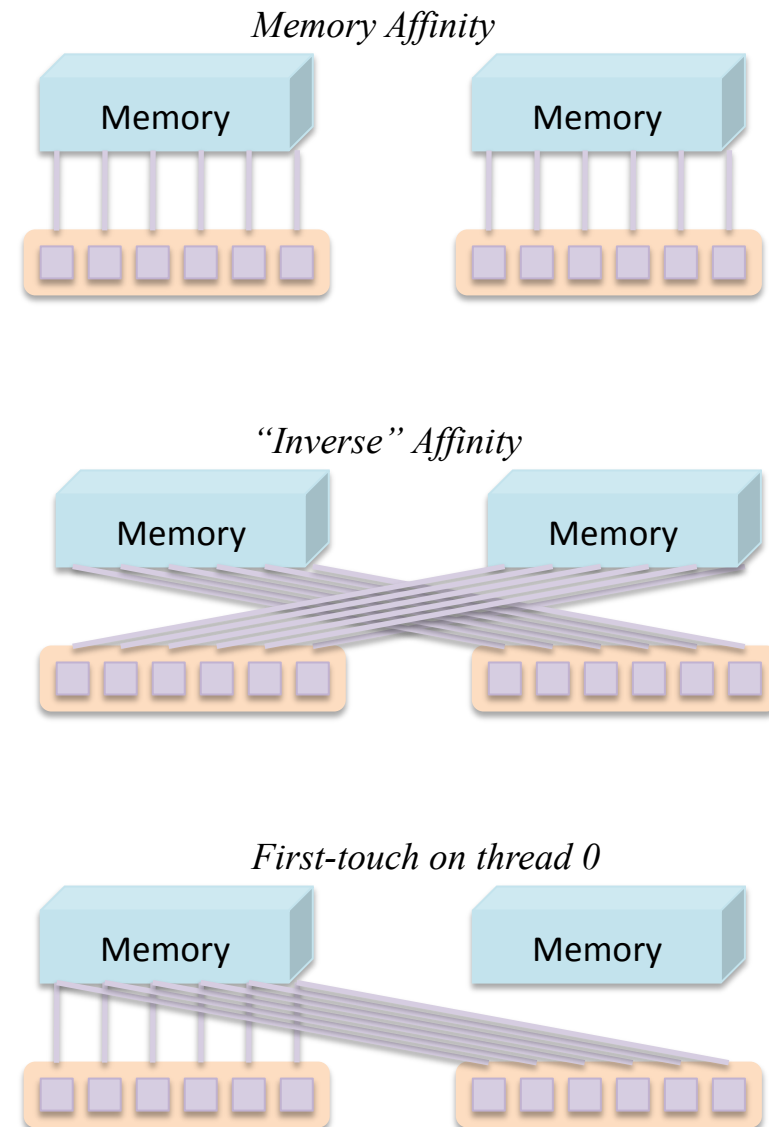 Memory Affinity
Memory
Memory
“Inverse” Affinity
Memory
Memory
First-touch on thread 0
Memory
Memory